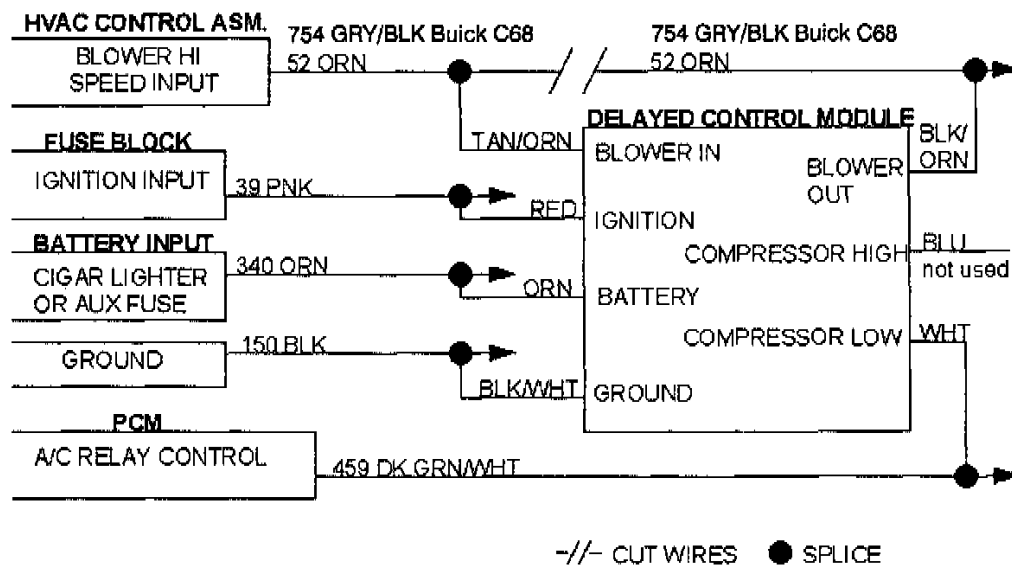 HVAC CONTROL ASM.
BLOWER HI
SPEED INPUT
754 GRY/BLK Buick C68
52 ORN
754 GRY/BLK Buick C68
52 ORN
DELAYED CONTROL MODULE
TAN/ORN
BLOWER IN
BLK/
ORN
BLOWER
OUT
FUSE BLOCK
IGNITION INPUT
39 PNK
RED
IGNITION
COMPRESSOR HIGH
BLU
not used
BATTERY INPUT
CIGAR LIGHTER
OR AUX FUSE
340 ORN
ORN
BATTERY
COMPRESSOR LOW
WHT
GROUND
150 BLK
BLK/WHT
GROUND
PCM
A/C RELAY CONTROL
459 DK GRN/WHT
-//- CUT WIRES
SPLICE